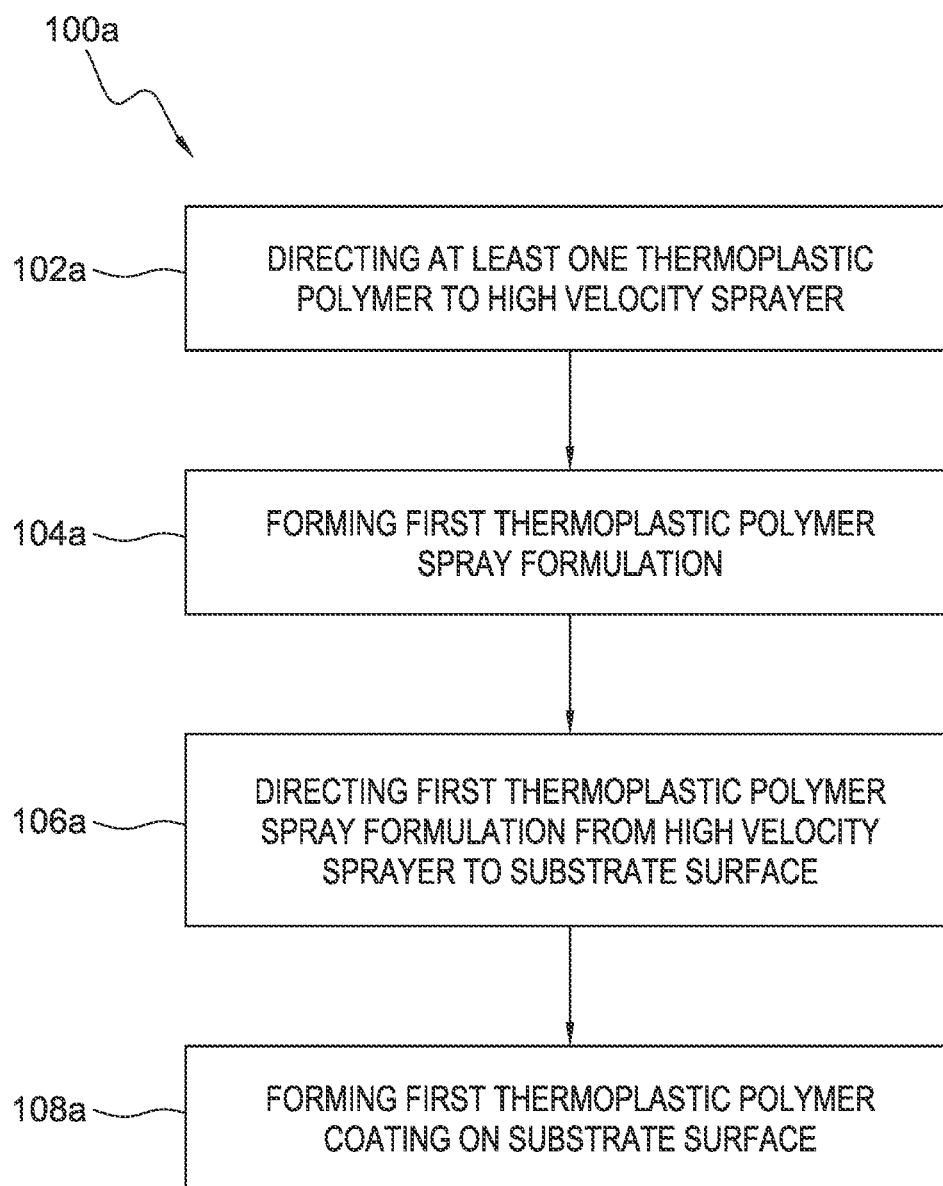 100a
102a
DIRECTING AT LEAST ONE THERMOPLASTIC
POLYMER TO HIGH VELOCITY SPRAYER
104a
FORMING FIRST THERMOPLASTIC POLYMER
SPRAY FORMULATION
106a
DIRECTING FIRST THERMOPLASTIC POLYMER
SPRAY FORMULATION FROM HIGH VELOCITY
SPRAYER TO SUBSTRATE SURFACE
108a
FORMING FIRST THERMOPLASTIC POLYMER
COATING ON SUBSTRATE SURFACE